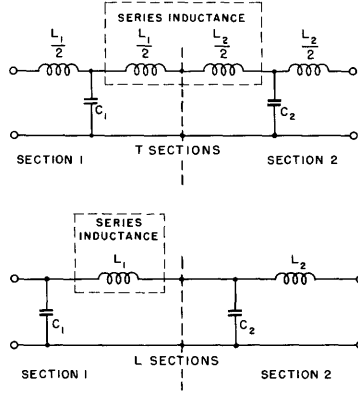 SERIES INDUCTANCE
L₁/2 L₁/2 L₂/2 L₂/2
C₁ C₂
SECTION 1 T SECTIONS SECTION 2
SERIES
INDUCTANCE
L₁ L₂
C₁ C₂
L SECTIONS
SECTION 1 SECTION 2